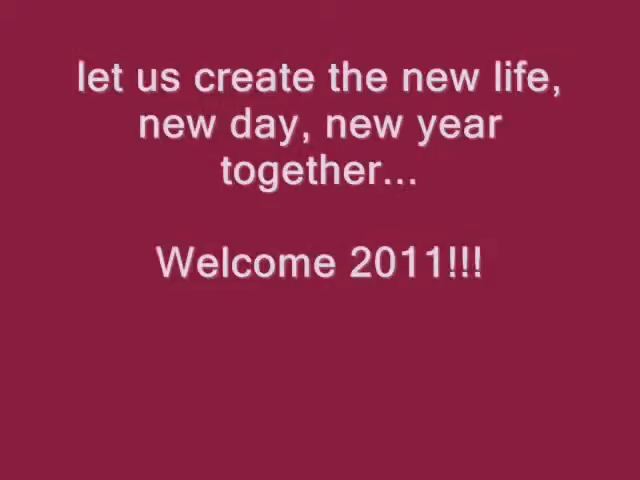 let us create the new life,
new day, new year
together...
Welcome 2011!!!